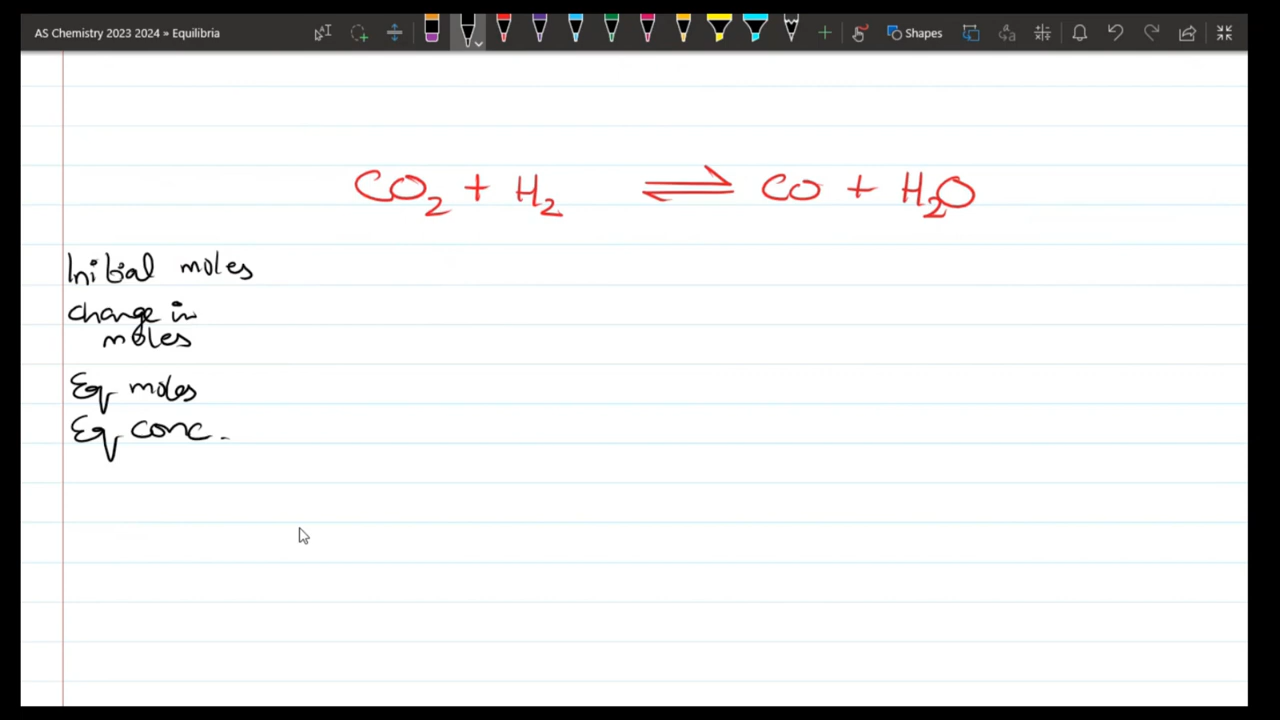 AS Chemistry 2023 2024 » Equilibria
Shapes
CO₂ + H₂ ⇌ CO + H₂O
Initial moles
change in
moles
Eq moles
Eq conc.